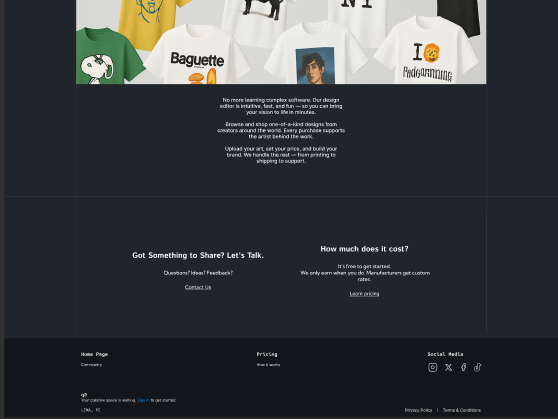 NY
Baguette
I
PadGramming
No more learning complex software. Our design
editor is intuitive, fast, and fun — so you can bring
your vision to life in minutes.
Browse and shop one-of-a-kind designs from
creators around the world. Every purchase supports
the artist behind the work.
Upload your art, set your price, and build your
brand. We handle the rest — from printing to
shipping to support.
Got Something to Share? Let's Talk.
Questions? Ideas? Feedback?
Contact Us
How much does it cost?
It's free to get started.
We only earn when you do. Manufacturers get custom
rates.
Learn pricing
Home Page
Community
Pricing
How it works
Social Media
Your creative space is waiting. Sign in to get started.
Privacy Policy | Terms & Conditions